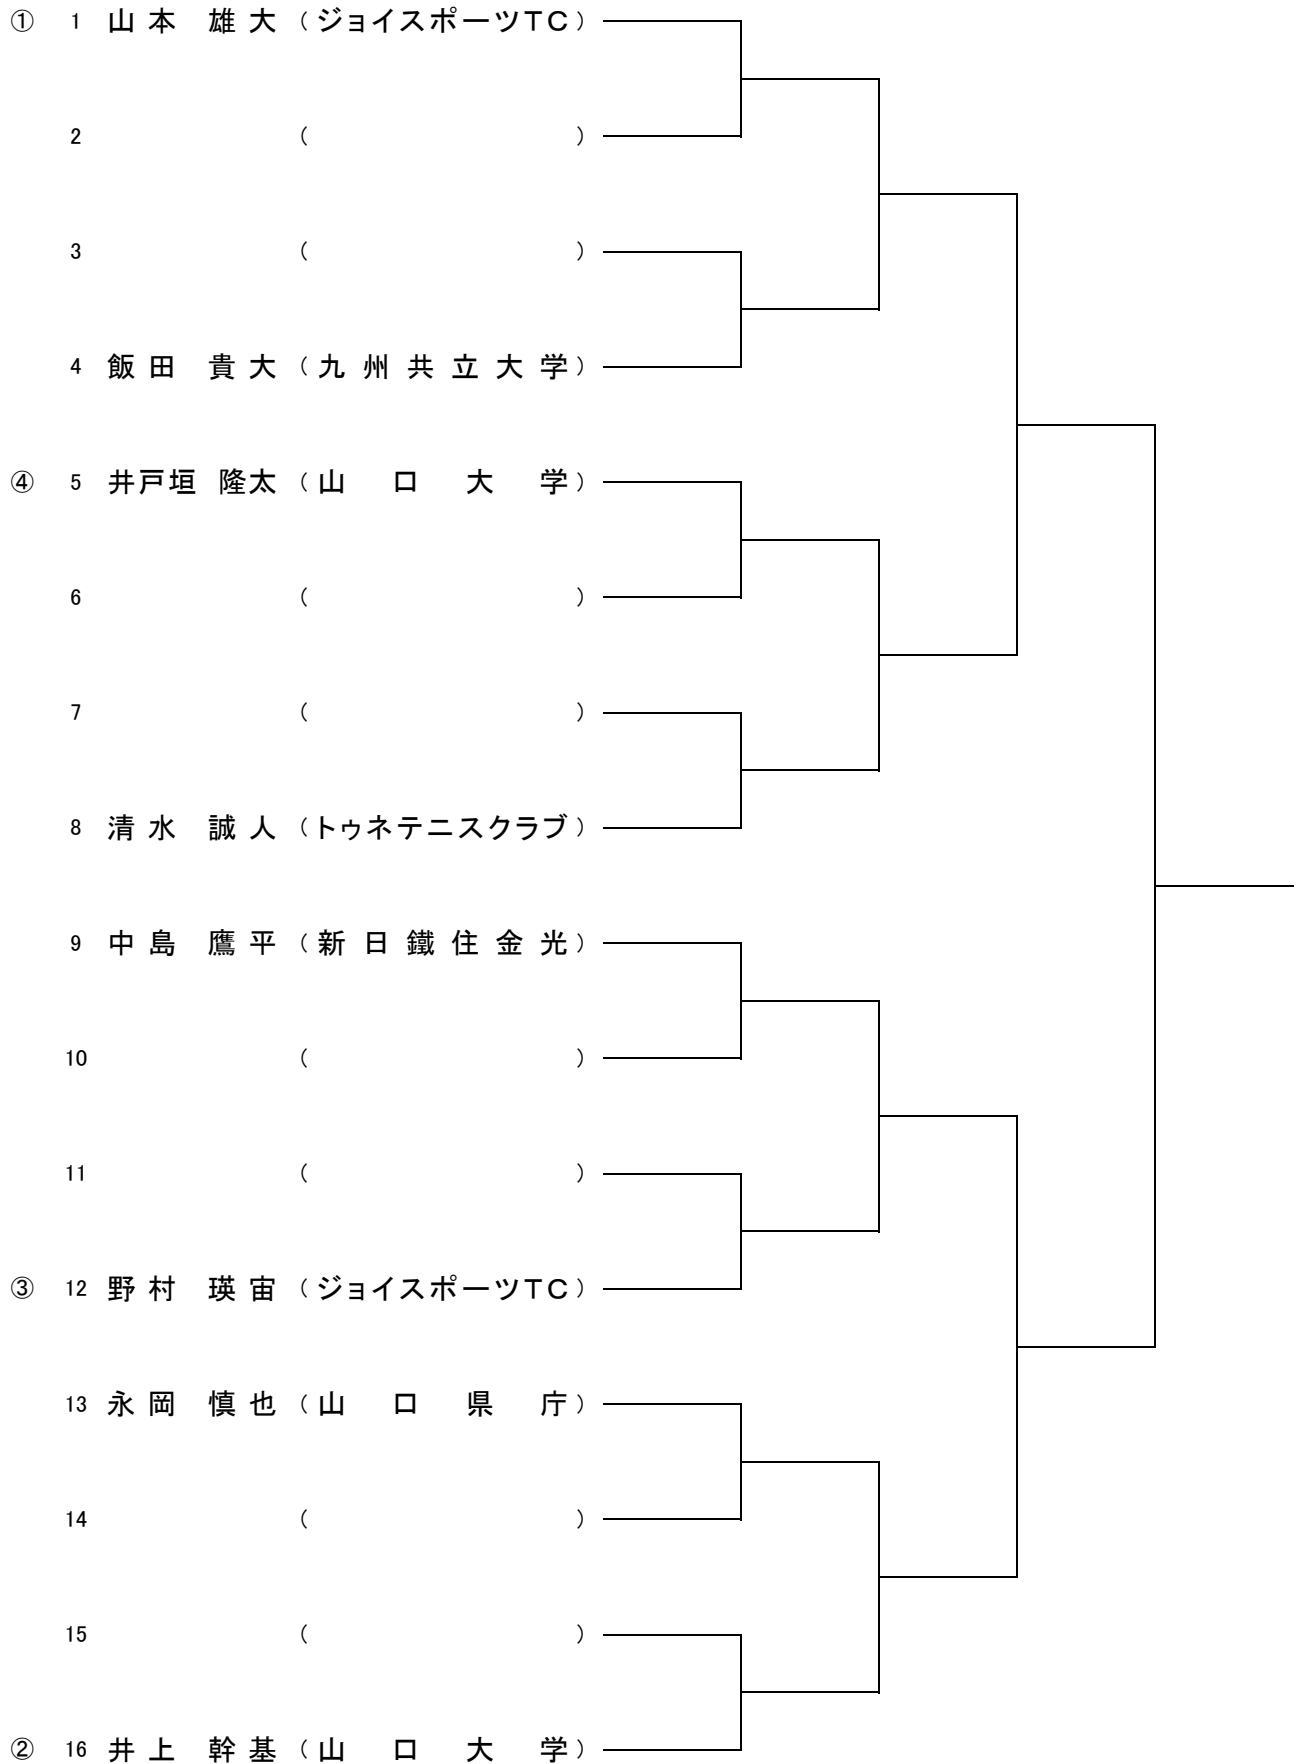 ① 1 山本 雄大 (ジョイスポーツTC)
2 ( )
3 ( )
4 飯田 貴大 (九州共立大学)
④ 5 井戸垣 隆太 (山口大学)
6 ( )
7 ( )
8 清水 誠人 (トゥネテニスクラブ)
9 中島 鷹平 (新日鐵住金光)
10 ( )
11 ( )
③ 12 野村 瑛宙 (ジョイスポーツTC)
13 永岡 慎也 (山口県庁)
14 ( )
15 ( )
② 16 井上 幹基 (山口大学)